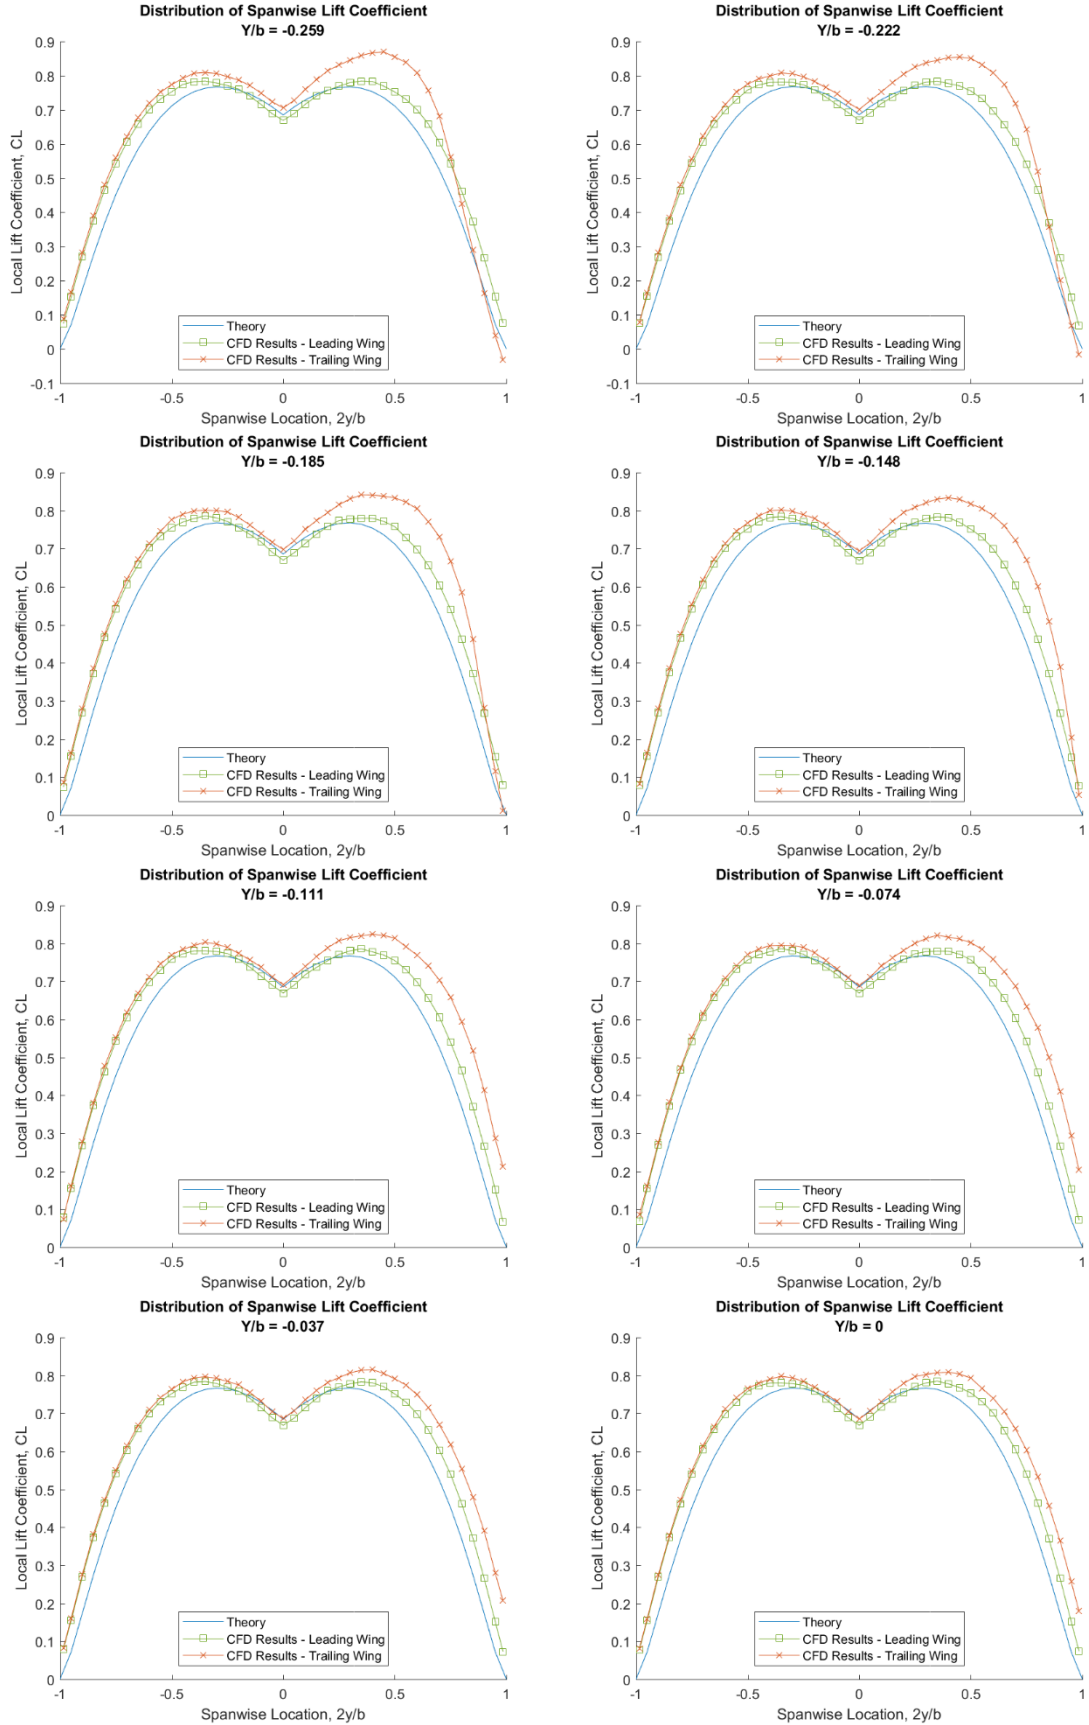 Distribution of Spanwise Lift Coefficient
Y/b = -0.259
0.9
0.8
0.7
0.6
0.5
0.4
0.3
0.2
0.1
0
-0.1
Local Lift Coefficient, CL
Theory
CFD Results - Leading Wing
CFD Results - Trailing Wing
-1 -0.5 0 0.5 1
Spanwise Location, 2y/b
Distribution of Spanwise Lift Coefficient
Y/b = -0.222
0.9
0.8
0.7
0.6
0.5
0.4
0.3
0.2
0.1
0
-0.1
Local Lift Coefficient, CL
Theory
CFD Results - Leading Wing
CFD Results - Trailing Wing
-1 -0.5 0 0.5 1
Spanwise Location, 2y/b
Distribution of Spanwise Lift Coefficient
Y/b = -0.185
0.9
0.8
0.7
0.6
0.5
0.4
0.3
0.2
0.1
0
Local Lift Coefficient, CL
Theory
CFD Results - Leading Wing
CFD Results - Trailing Wing
-1 -0.5 0 0.5 1
Spanwise Location, 2y/b
Distribution of Spanwise Lift Coefficient
Y/b = -0.148
0.9
0.8
0.7
0.6
0.5
0.4
0.3
0.2
0.1
0
Local Lift Coefficient, CL
Theory
CFD Results - Leading Wing
CFD Results - Trailing Wing
-1 -0.5 0 0.5 1
Spanwise Location, 2y/b
Distribution of Spanwise Lift Coefficient
Y/b = -0.111
0.9
0.8
0.7
0.6
0.5
0.4
0.3
0.2
0.1
0
Local Lift Coefficient, CL
Theory
CFD Results - Leading Wing
CFD Results - Trailing Wing
-1 -0.5 0 0.5 1
Spanwise Location, 2y/b
Distribution of Spanwise Lift Coefficient
Y/b = -0.074
0.9
0.8
0.7
0.6
0.5
0.4
0.3
0.2
0.1
0
Local Lift Coefficient, CL
Theory
CFD Results - Leading Wing
CFD Results - Trailing Wing
-1 -0.5 0 0.5 1
Spanwise Location, 2y/b
Distribution of Spanwise Lift Coefficient
Y/b = -0.037
0.9
0.8
0.7
0.6
0.5
0.4
0.3
0.2
0.1
0
Local Lift Coefficient, CL
Theory
CFD Results - Leading Wing
CFD Results - Trailing Wing
-1 -0.5 0 0.5 1
Spanwise Location, 2y/b
Distribution of Spanwise Lift Coefficient
Y/b = 0
0.9
0.8
0.7
0.6
0.5
0.4
0.3
0.2
0.1
0
Local Lift Coefficient, CL
Theory
CFD Results - Leading Wing
CFD Results - Trailing Wing
-1 -0.5 0 0.5 1
Spanwise Location, 2y/b